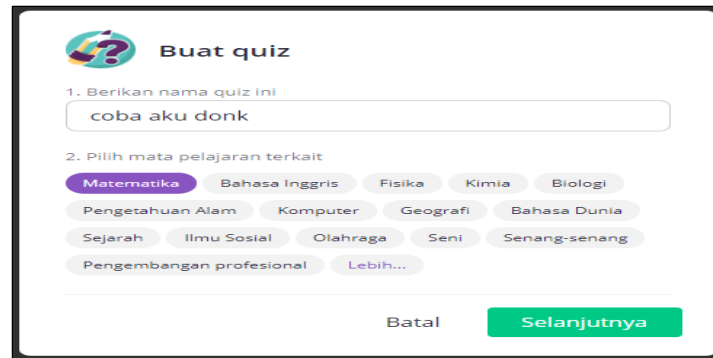 Buat quiz
1. Berikan nama quiz ini
coba aku donk
2. Pilih mata pelajaran terkait
Matematika Bahasa Inggris Fisika Kimia Biologi
Pengetahuan Alam Komputer Geografi Bahasa Dunia
Sejarah Ilmu Sosial Olahraga Seni Senang-senang
Pengembangan profesional Lebih...
Batal Selanjutnya